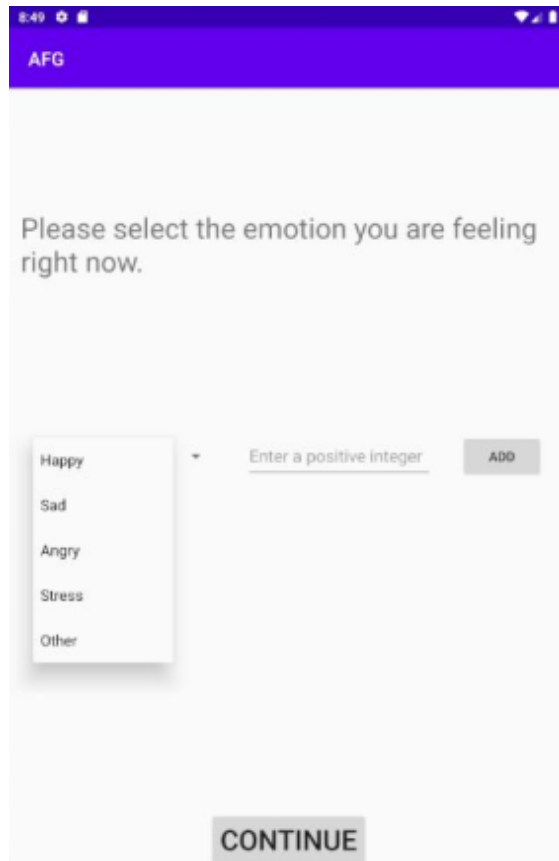 8:49
AFG
Please select the emotion you are feeling
right now.
Happy
Enter a positive integer
ADD
Sad
Angry
Stress
Other
CONTINUE